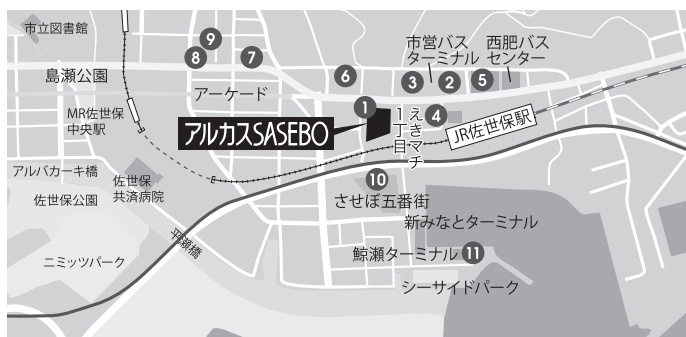 市立図書館
9
8
7
島瀬公園
アーケード
6
市営バス
ターミナル
西肥バス
センター
3
2
5
1
4
MR佐世保
中央駅
アルカスSASEBO
えきマチ
1丁目
JR佐世保駅
アルバカーキ橋
佐世保
共済病院
佐世保公園
10
させぼ五番街
新みなとターミナル
平瀬橋
ニミッツパーク
鯨瀬ターミナル
11
シーサイドパーク